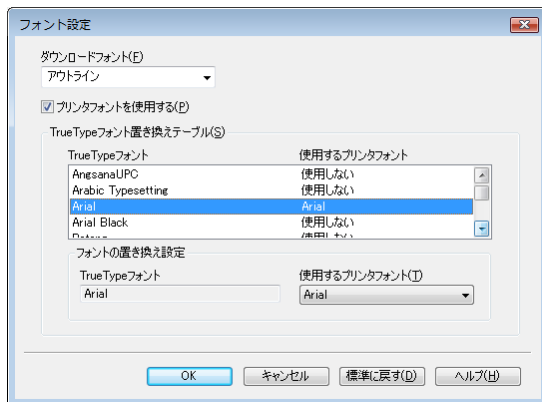 フォント設定
ダウンロードフォント(F)
アウトライン
プリンタフォントを使用する(P)
TrueTypeフォント置き換えテーブル(S)
TrueTypeフォント 使用するプリンタフォント
AngsanaUPC 使用しない
Arabic Typesetting 使用しない
Arial Arial
Arial Black 使用しない
フォントの置き換え設定
TrueTypeフォント 使用するプリンタフォント(T)
Arial Arial
OK キャンセル 標準に戻す(D) ヘルプ(H)